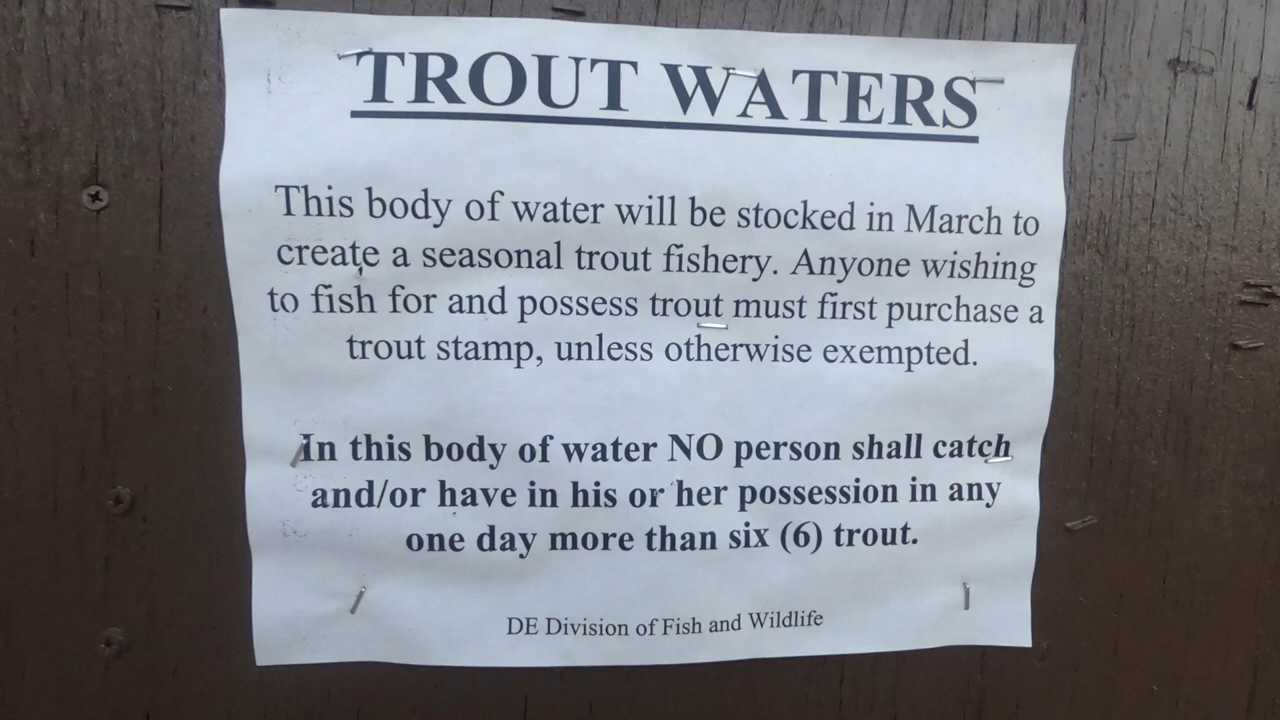 TROUT WATERS
This body of water will be stocked in March to
create a seasonal trout fishery. Anyone wishing
to fish for and possess trout must first purchase a
trout stamp, unless otherwise exempted.
In this body of water NO person shall catch
and/or have in his or her possession in any
one day more than six (6) trout.
DE Division of Fish and Wildlife